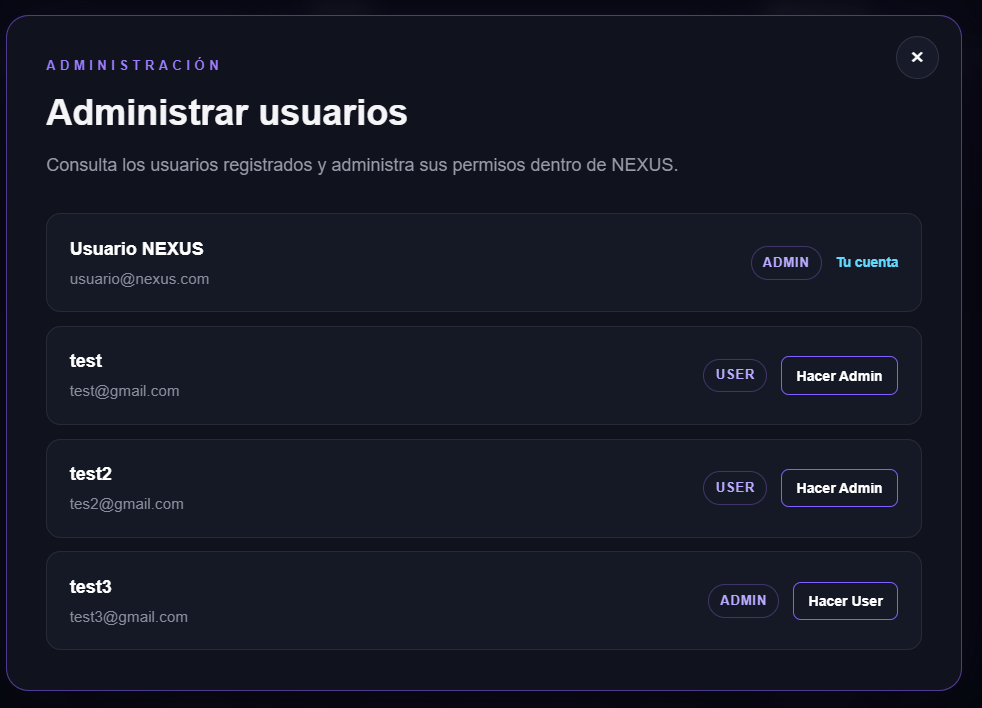 ADMINISTRACIÓN
Administrar usuarios
Consulta los usuarios registrados y administra sus permisos dentro de NEXUS.
Usuario NEXUS
usuario@nexus.com
ADMIN
Tu cuenta
test
test@gmail.com
USER
Hacer Admin
test2
tes2@gmail.com
USER
Hacer Admin
test3
test3@gmail.com
ADMIN
Hacer User